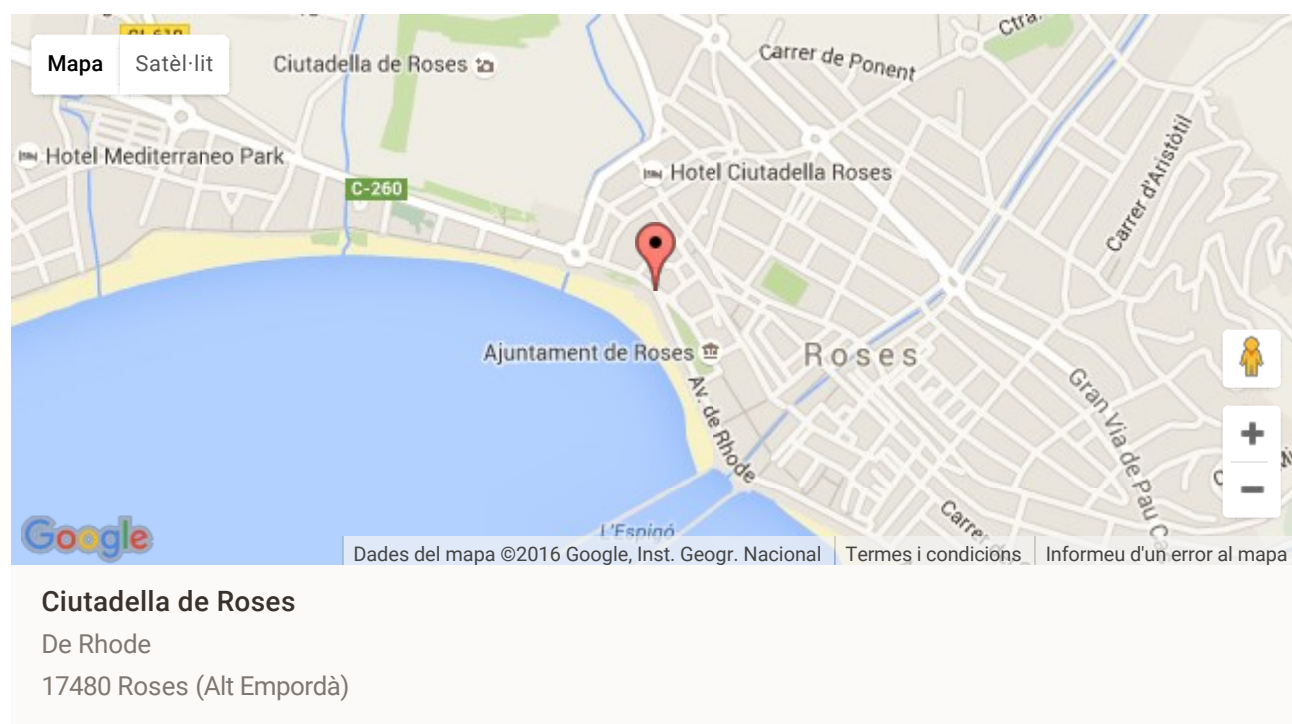 Ctra.
Mapa
Satèl·lit
Ciutadella de Roses
Carrer de Ponent
Hotel Mediterraneo Park
C-260
Hotel Ciutadella Roses
Carrer d'Aristòtil
Ajuntament de Roses
Roses
Av. de Rhode
Gran Via de Pau
L'Espigó
Carrer
Google
Dades del mapa ©2016 Google, Inst. Geogr. Nacional
Termes i condicions
Informeu d'un error al mapa
Ciutadella de Roses
De Rhode
17480 Roses (Alt Empordà)